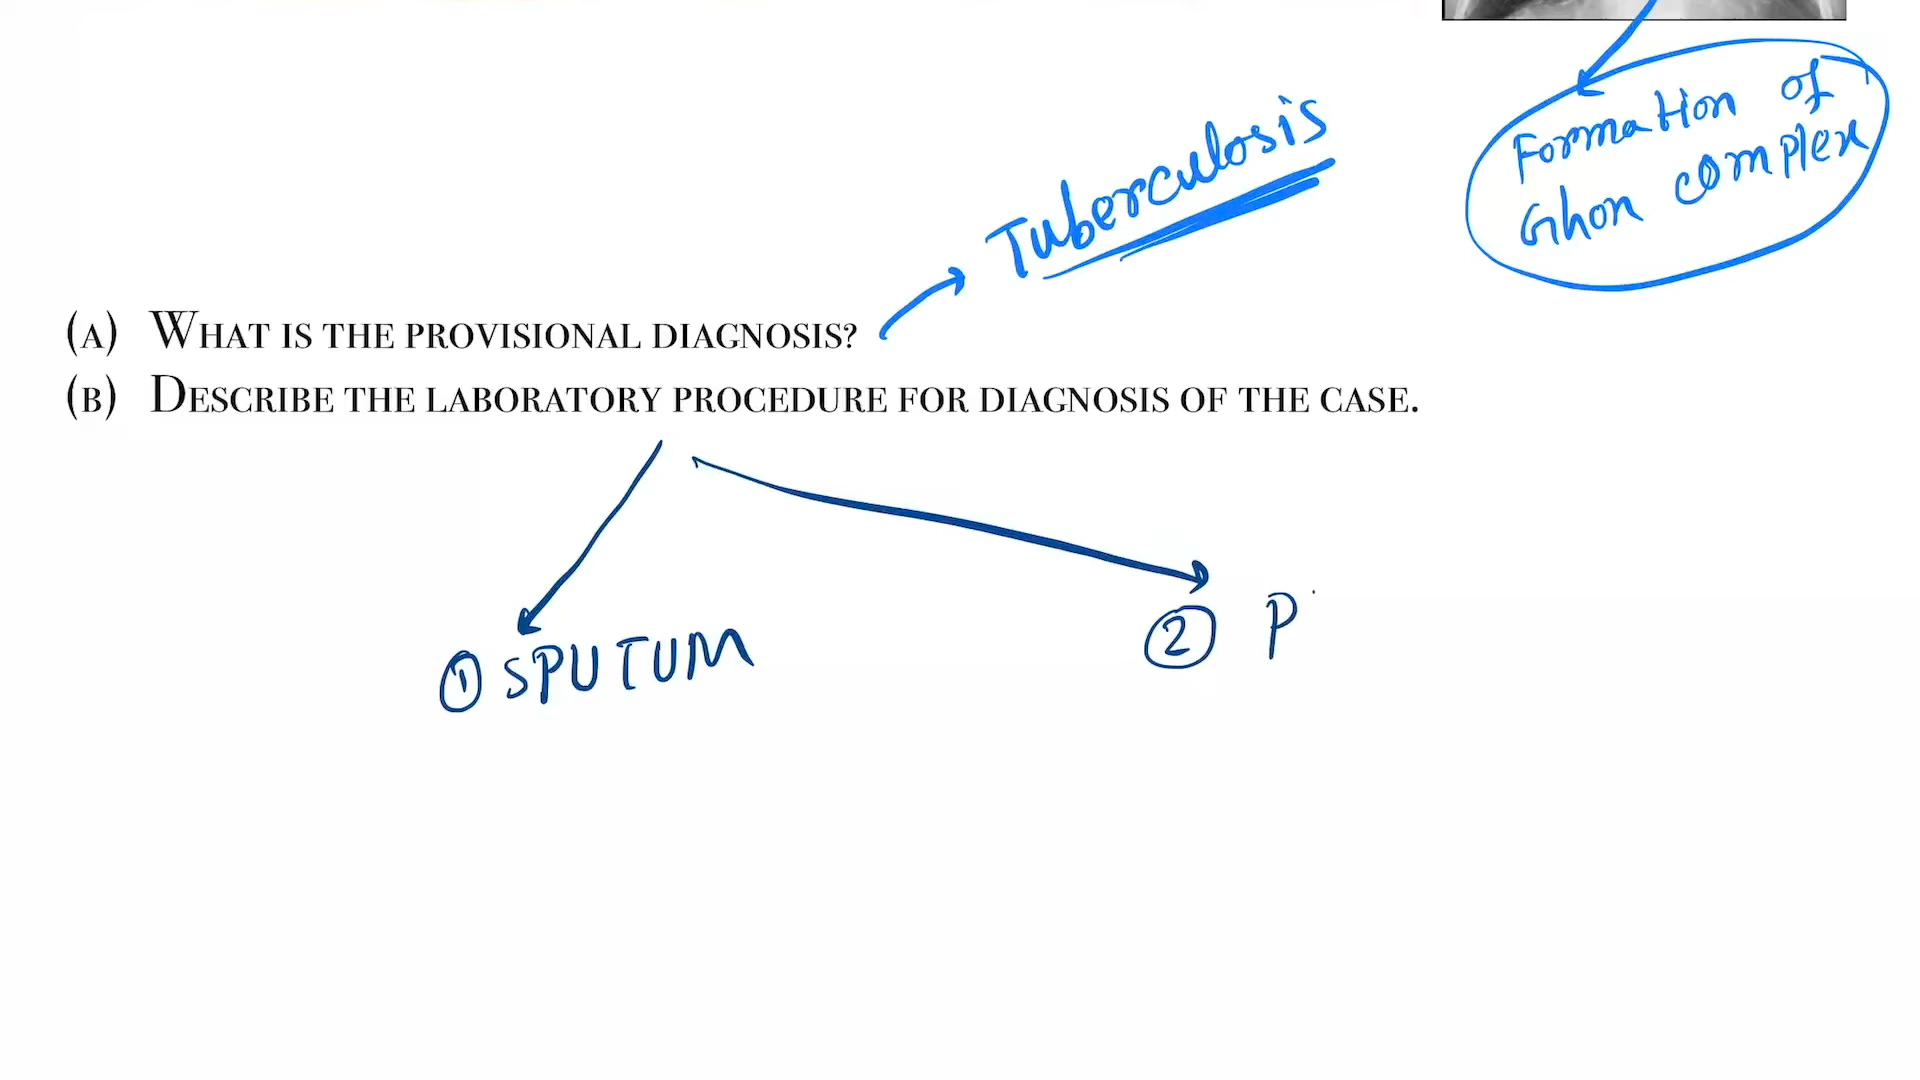 Formation of
Ghon complex
Tuberculosis
(A) WHAT IS THE PROVISIONAL DIAGNOSIS?
(B) DESCRIBE THE LABORATORY PROCEDURE FOR DIAGNOSIS OF THE CASE.
① SPUTUM
② P